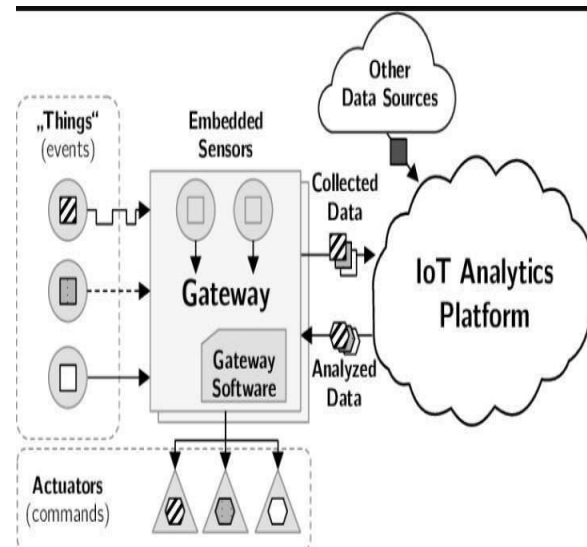 Other
Data Sources
„Things“
(events)
Embedded
Sensors
Collected
Data
Gateway
IoT Analytics
Platform
Gateway
Software
Analyzed
Data
Actuators
(commands)